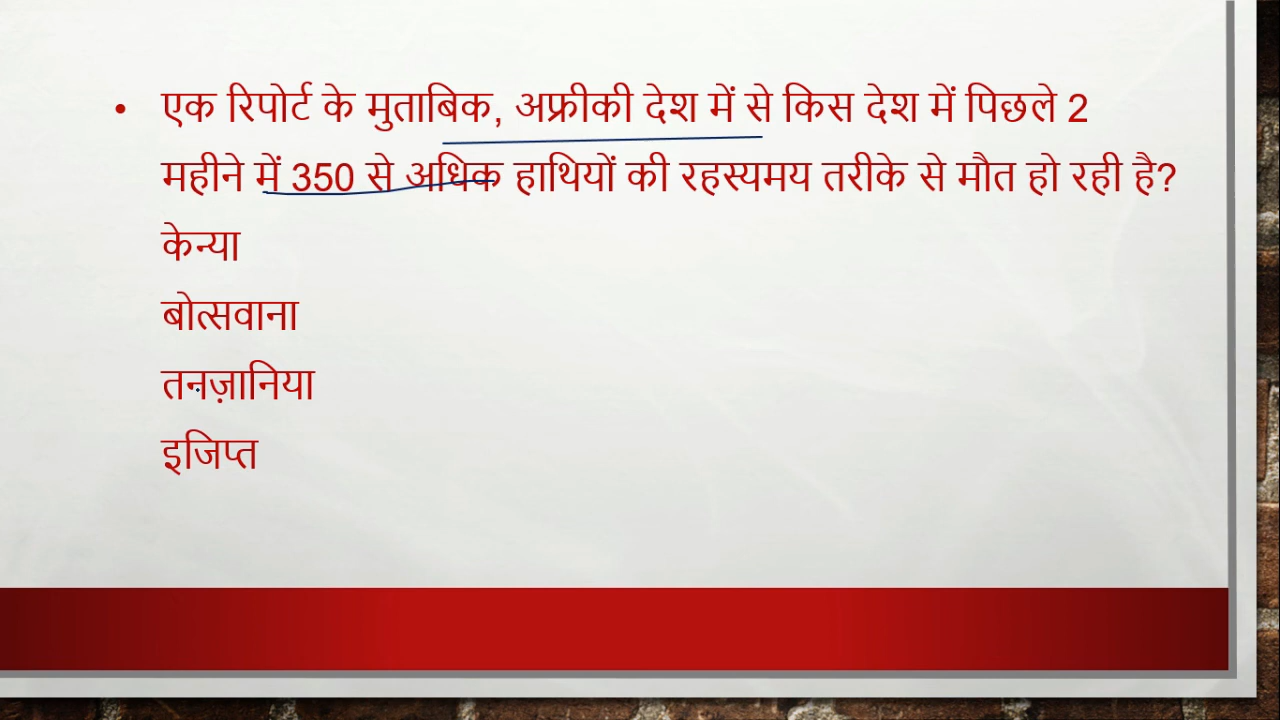 • एक रिपोर्ट के मुताबिक, अफ्रीकी देश में से किस देश में पिछले 2
महीने में 350 से अधिक हाथियों की रहस्यमय तरीके से मौत हो रही है?
केन्या
बोत्सवाना
तनज़ानिया
इजिप्त